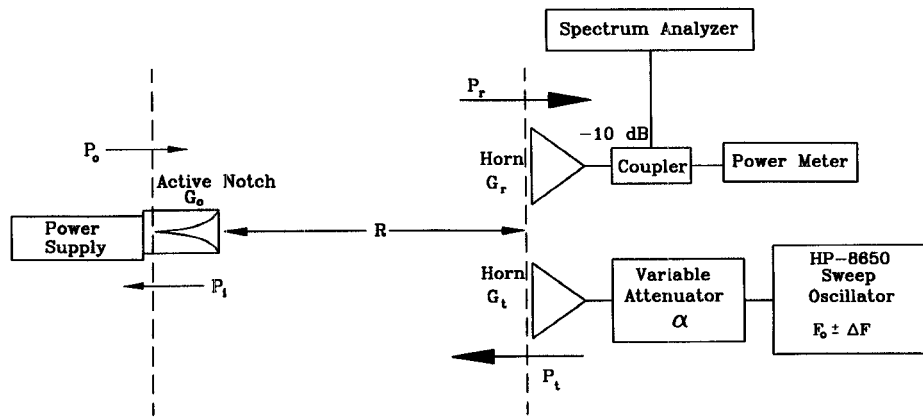 Spectrum Analyzer
P_r
-10 dB
P_o
Horn
G_r
Coupler
Power Meter
Active Notch
G_o
Power
Supply
R
P_i
Horn
G_t
Variable
Attenuator
α
HP-8650
Sweep
Oscillator
F_o ± ΔF
P_t